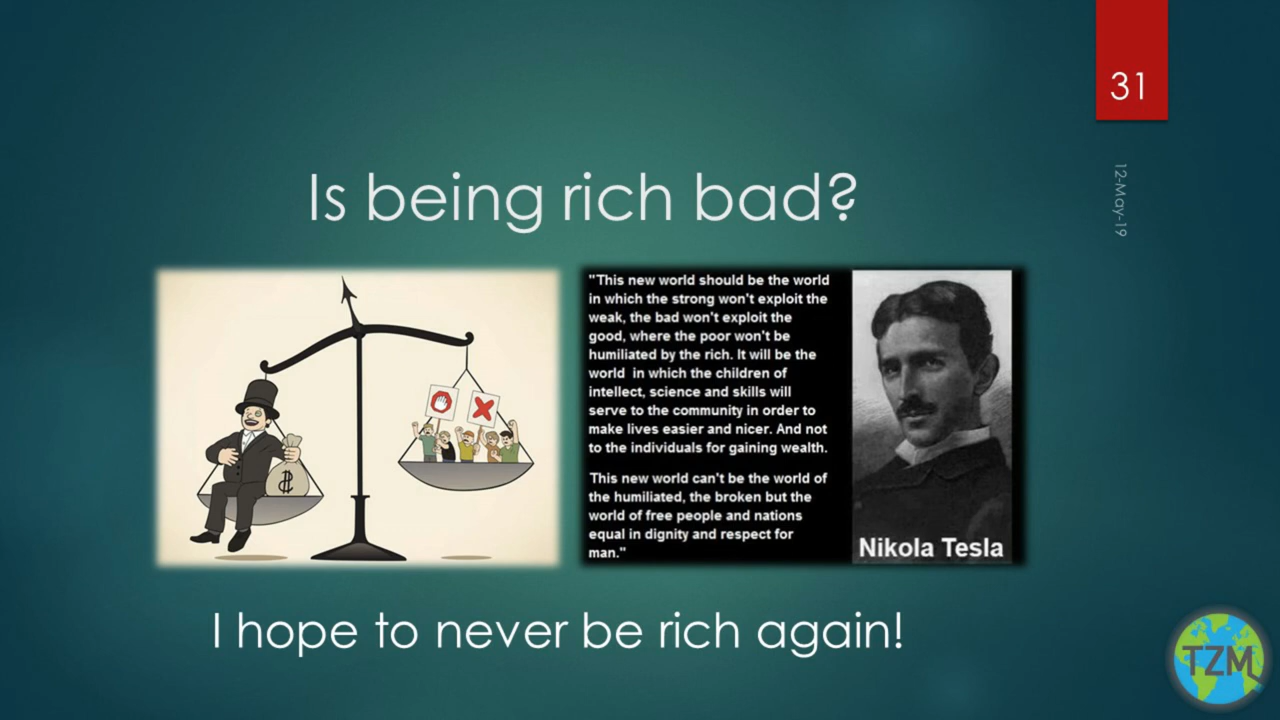 31
12-May-19
Is being rich bad?
"This new world should be the world
in which the strong won't exploit the
weak, the bad won't exploit the
good, where the poor won't be
humiliated by the rich. It will be the
world in which the children of
intellect, science and skills will
serve to the community in order to
make lives easier and nicer. And not
to the individuals for gaining wealth.
This new world can't be the world of
the humiliated, the broken but the
world of free people and nations
equal in dignity and respect for
man."
Nikola Tesla
I hope to never be rich again!
TZM